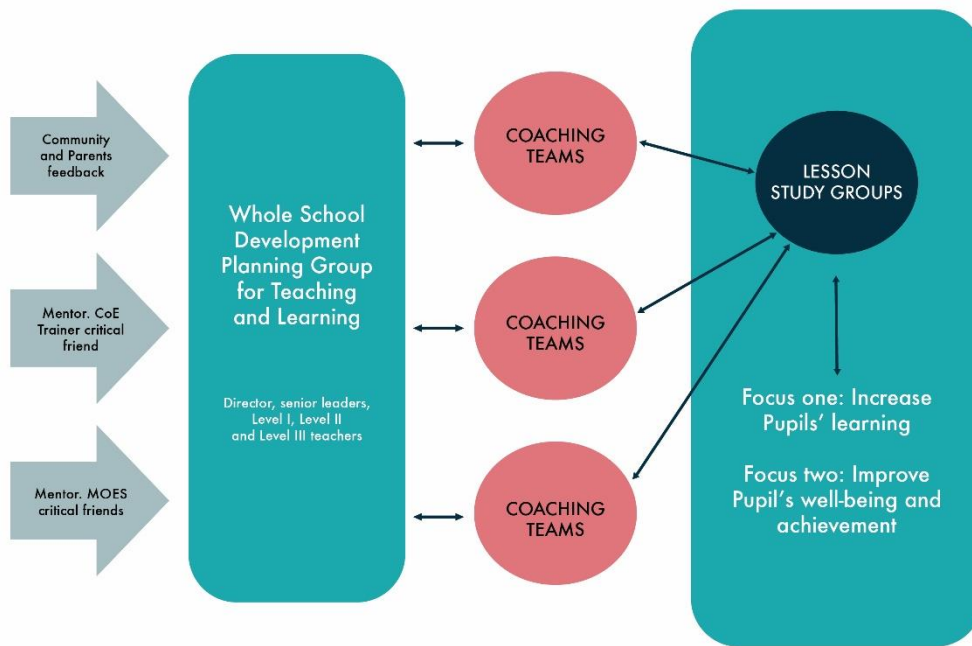 Community
and Parents
feedback
Mentor. CoE
Trainer critical
friend
Mentor. MOES
critical friends
Whole School
Development
Planning Group
for Teaching
and Learning
Director, senior leaders,
Level I, Level II
and Level III teachers
COACHING
TEAMS
COACHING
TEAMS
COACHING
TEAMS
LESSON
STUDY GROUPS
Focus one: Increase
Pupils’ learning
Focus two: Improve
Pupil’s well-being and
achievement